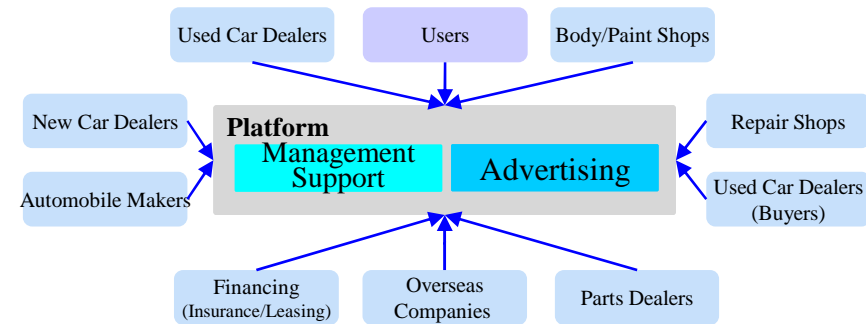 Used Car Dealers
Users
Body/Paint Shops
New Car Dealers
Repair Shops
Platform
Management
Support
Advertising
Automobile Makers
Used Car Dealers
(Buyers)
Financing
(Insurance/Leasing)
Overseas
Companies
Parts Dealers